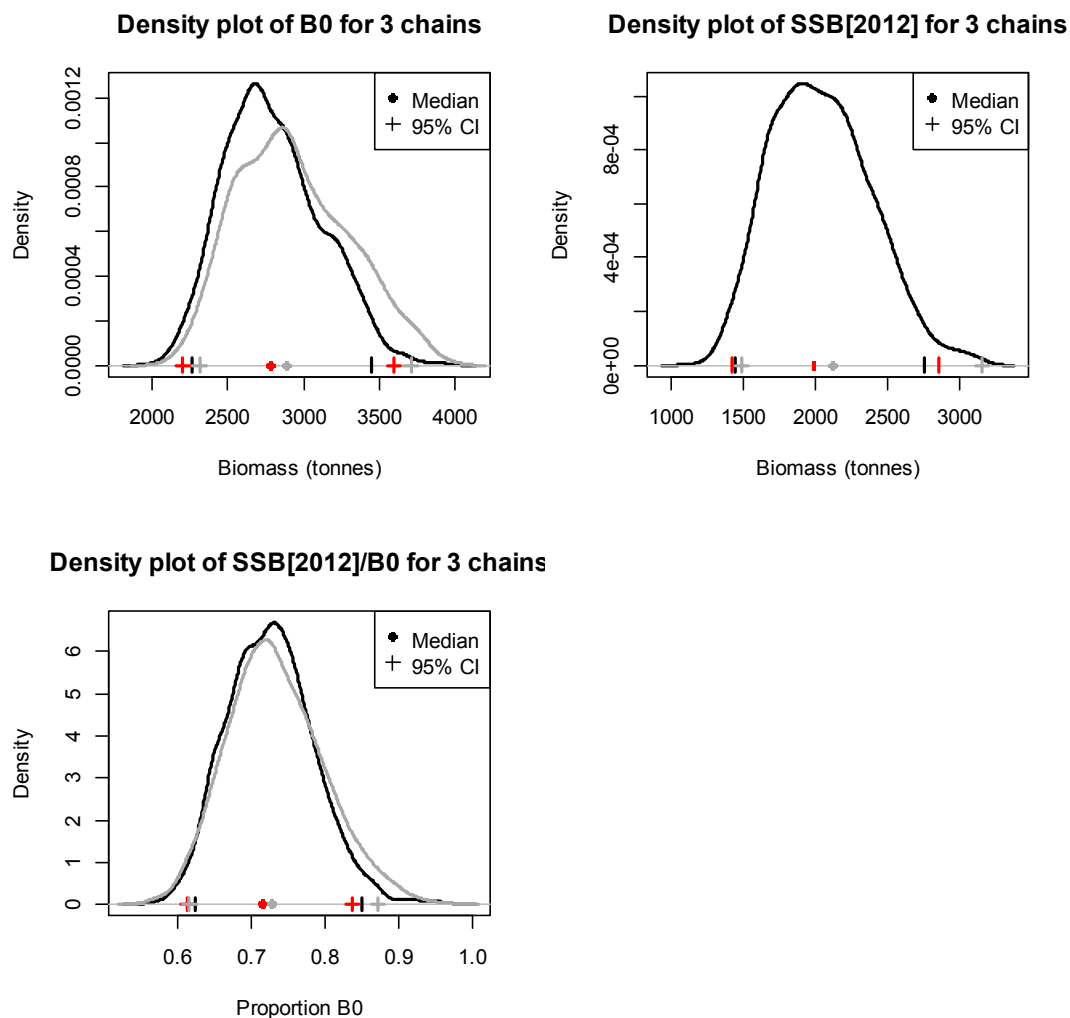 Density plot of B0 for 3 chains
Median
95% CI
0.0000
0.0004
0.0008
0.0012
Density
2000 2500 3000 3500 4000
Biomass (tonnes)
Density plot of SSB[2012] for 3 chains
Median
95% CI
0e+00
4e-04
8e-04
Density
1000 1500 2000 2500 3000
Biomass (tonnes)
Density plot of SSB[2012]/B0 for 3 chains
Median
95% CI
6
5
4
3
2
1
0
Density
0.6 0.7 0.8 0.9 1.0
Proportion B0